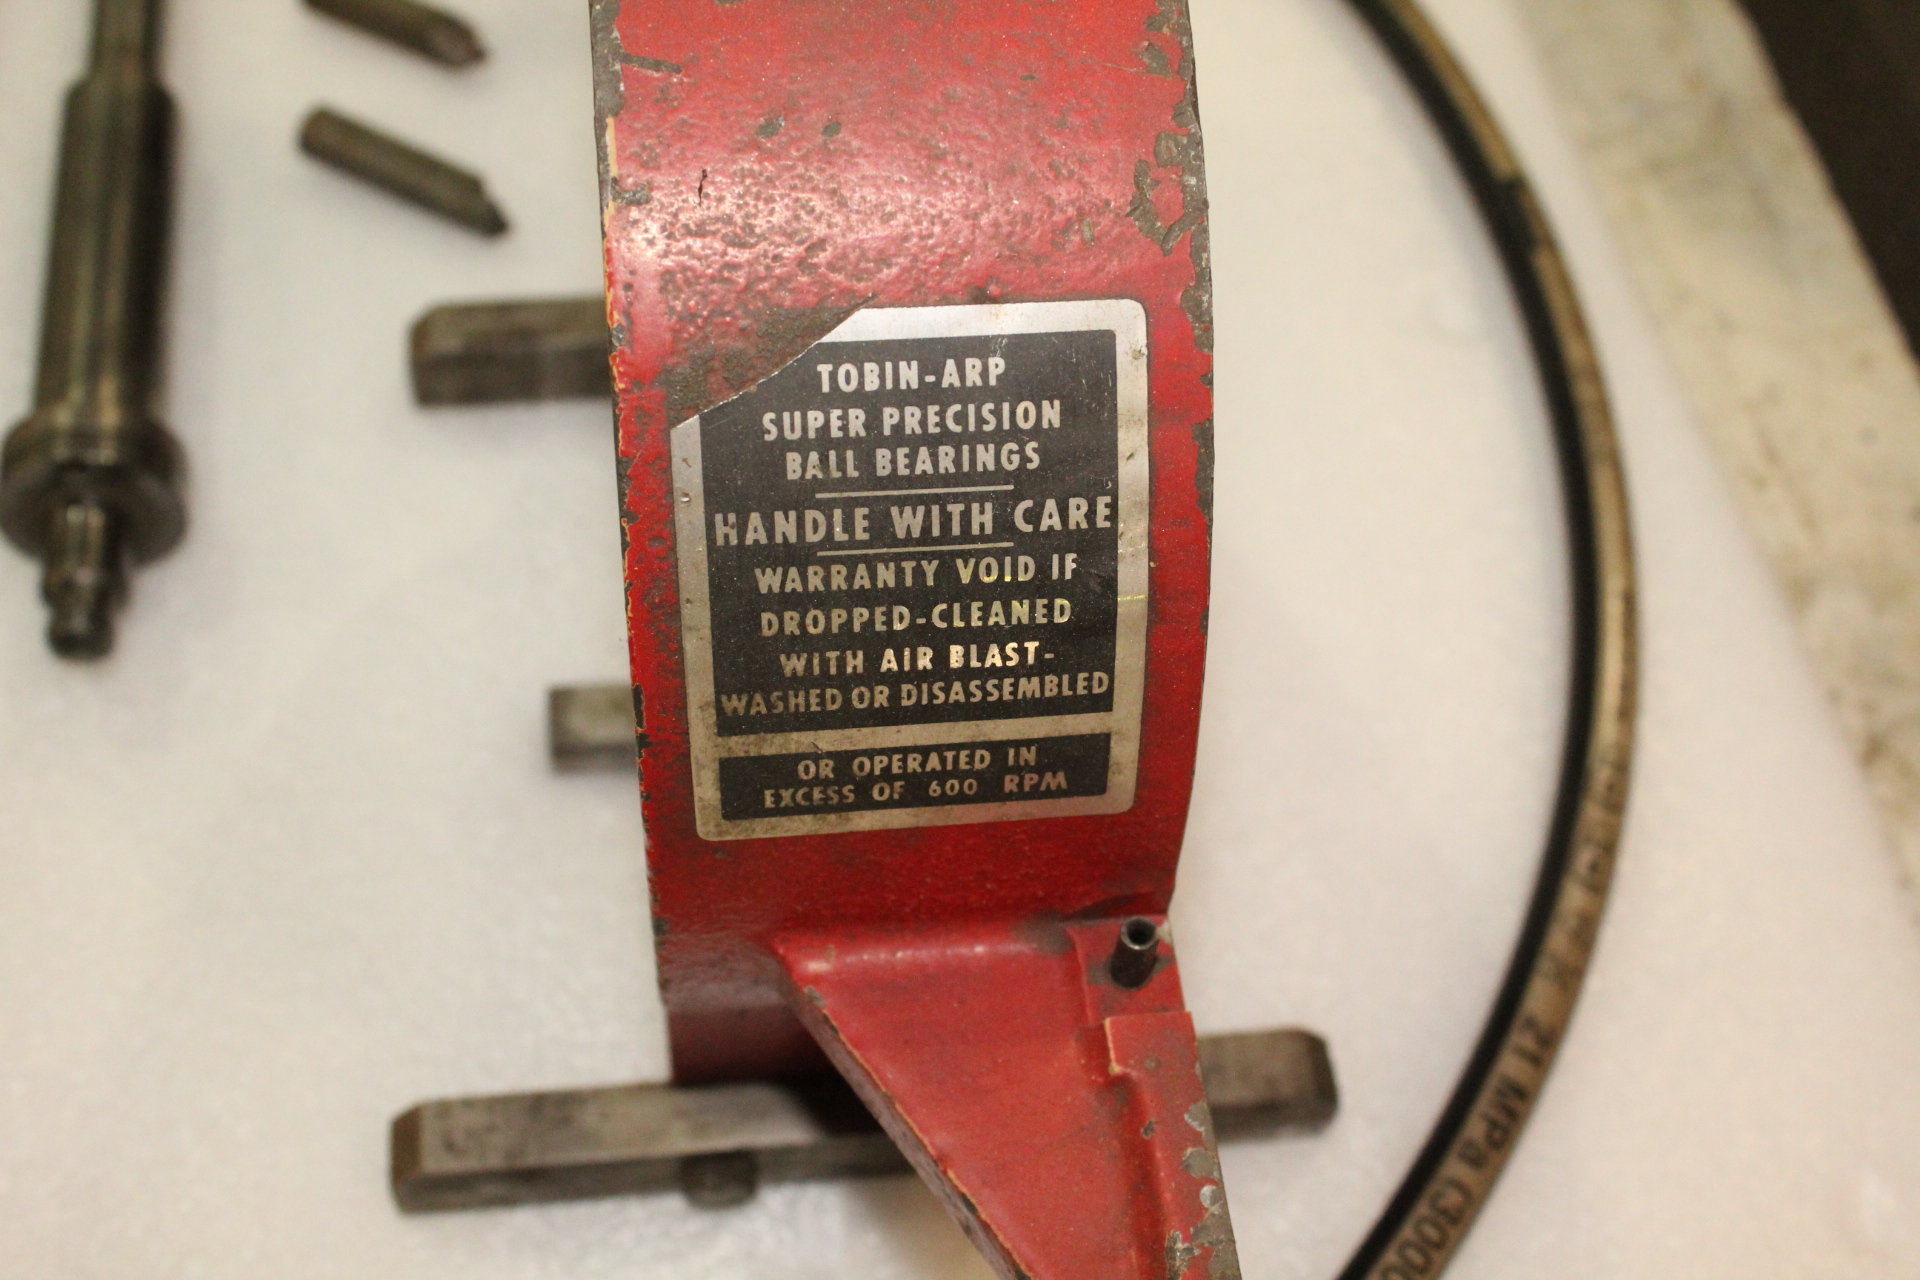 TOBIN-ARP
SUPER PRECISION
BALL BEARINGS
HANDLE WITH CARE
WARRANTY VOID IF
DROPPED-CLEANED
WITH AIR BLAST-
WASHED OR DISASSEMBLED
OR OPERATED IN
EXCESS OF 600 RPM
21 MPA (3000